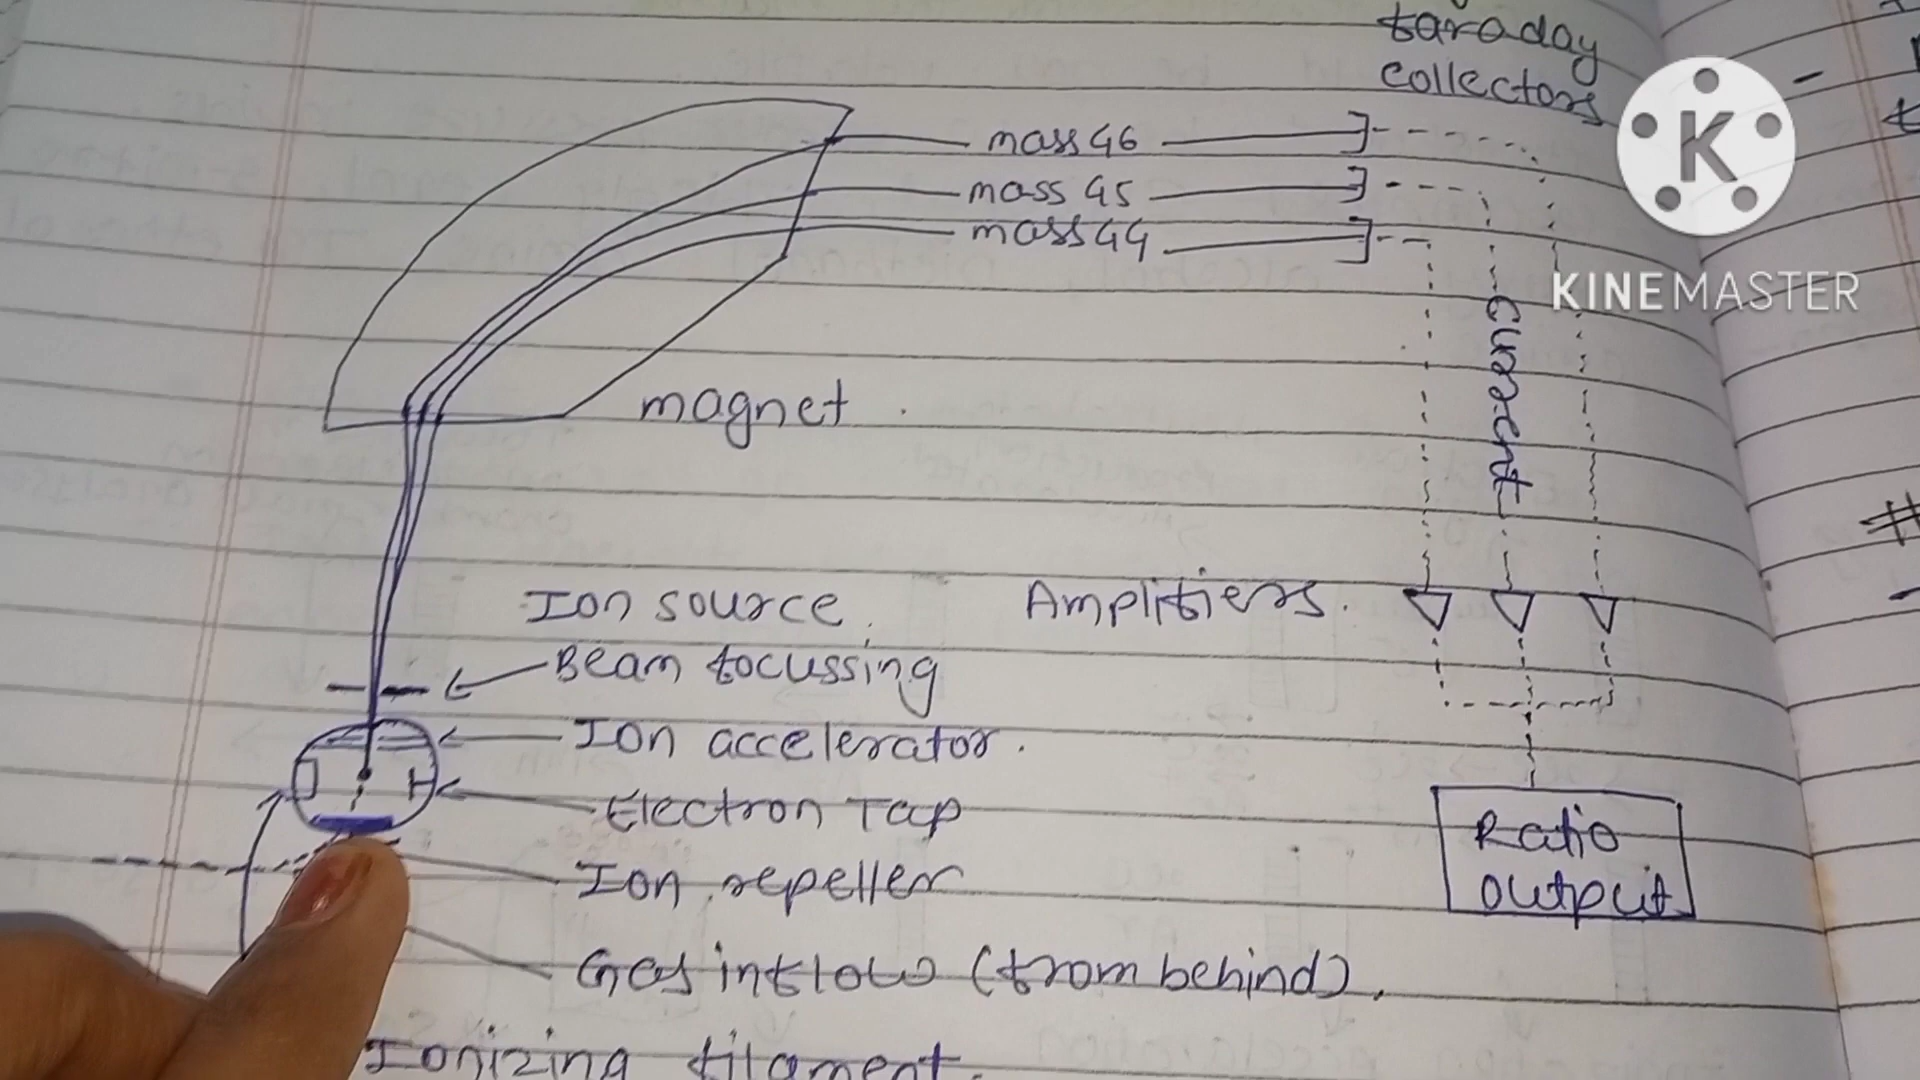 faraday
collectors
mass 46
mass 45
mass 44
K
KINEMASTER
current
magnet.
Ion source.
Amplifiers.
Beam focussing
Ion accelerator.
Electron Tap
Ratio
output
Ion repeller
Gas inflow (from behind).
Ionizing filament.